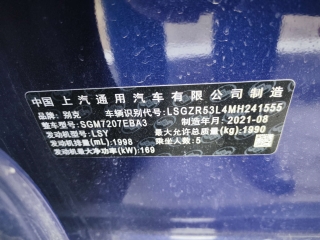 中国 上汽通用汽车有限公司制造
品牌: 别克 车辆识别代号: LSGZR53L4MH241555
整车型号: SGM7207EBA3 制造年月: 2021-08
发动机型号: LSY 最大允许总质量(kg): 1990
发动机排量(mL): 1998 乘坐人数: 5
发动机最大净功率(kW): 169